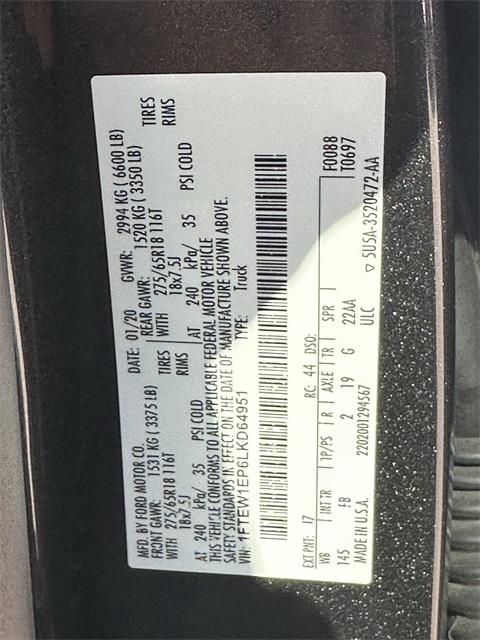 MFD. BY FORD MOTOR CO.
DATE: 01/20 GVWR: 2994 KG ( 6600 LB)
FRONT GAWR: 1531 KG ( 3375 LB) REAR GAWR: 1520 KG ( 3350 LB)
WITH 275/65R18 116T TIRES WITH 275/65R18 116T TIRES
18x7.5J RIMS 18x7.5J RIMS
AT 240 kPa/ 35 PSI COLD AT 240 kPa/ 35 PSI COLD
THIS VEHICLE CONFORMS TO ALL APPLICABLE FEDERAL MOTOR VEHICLE
SAFETY STANDARDS IN EFFECT ON THE DATE OF MANUFACTURE SHOWN ABOVE.
VIN: 1FTEW1EP6LKD64951 TYPE: Truck
EXT PNT: 17 RC: 44 DSO: F0088
T0697
WB INT TR TP/PS R AXLE TR SPR
145 FB 2 19 G 22AA
MADE IN U.S.A. 2202001294567 ULC
▽ 5U5A-3520472-AA